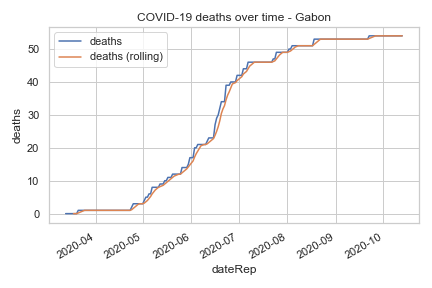 COVID-19 deaths over time - Gabon
deaths
deaths (rolling)
50
40
30
20
10
0
deaths
2020-04
2020-05
2020-06
2020-07
2020-08
2020-09
2020-10
dateRep